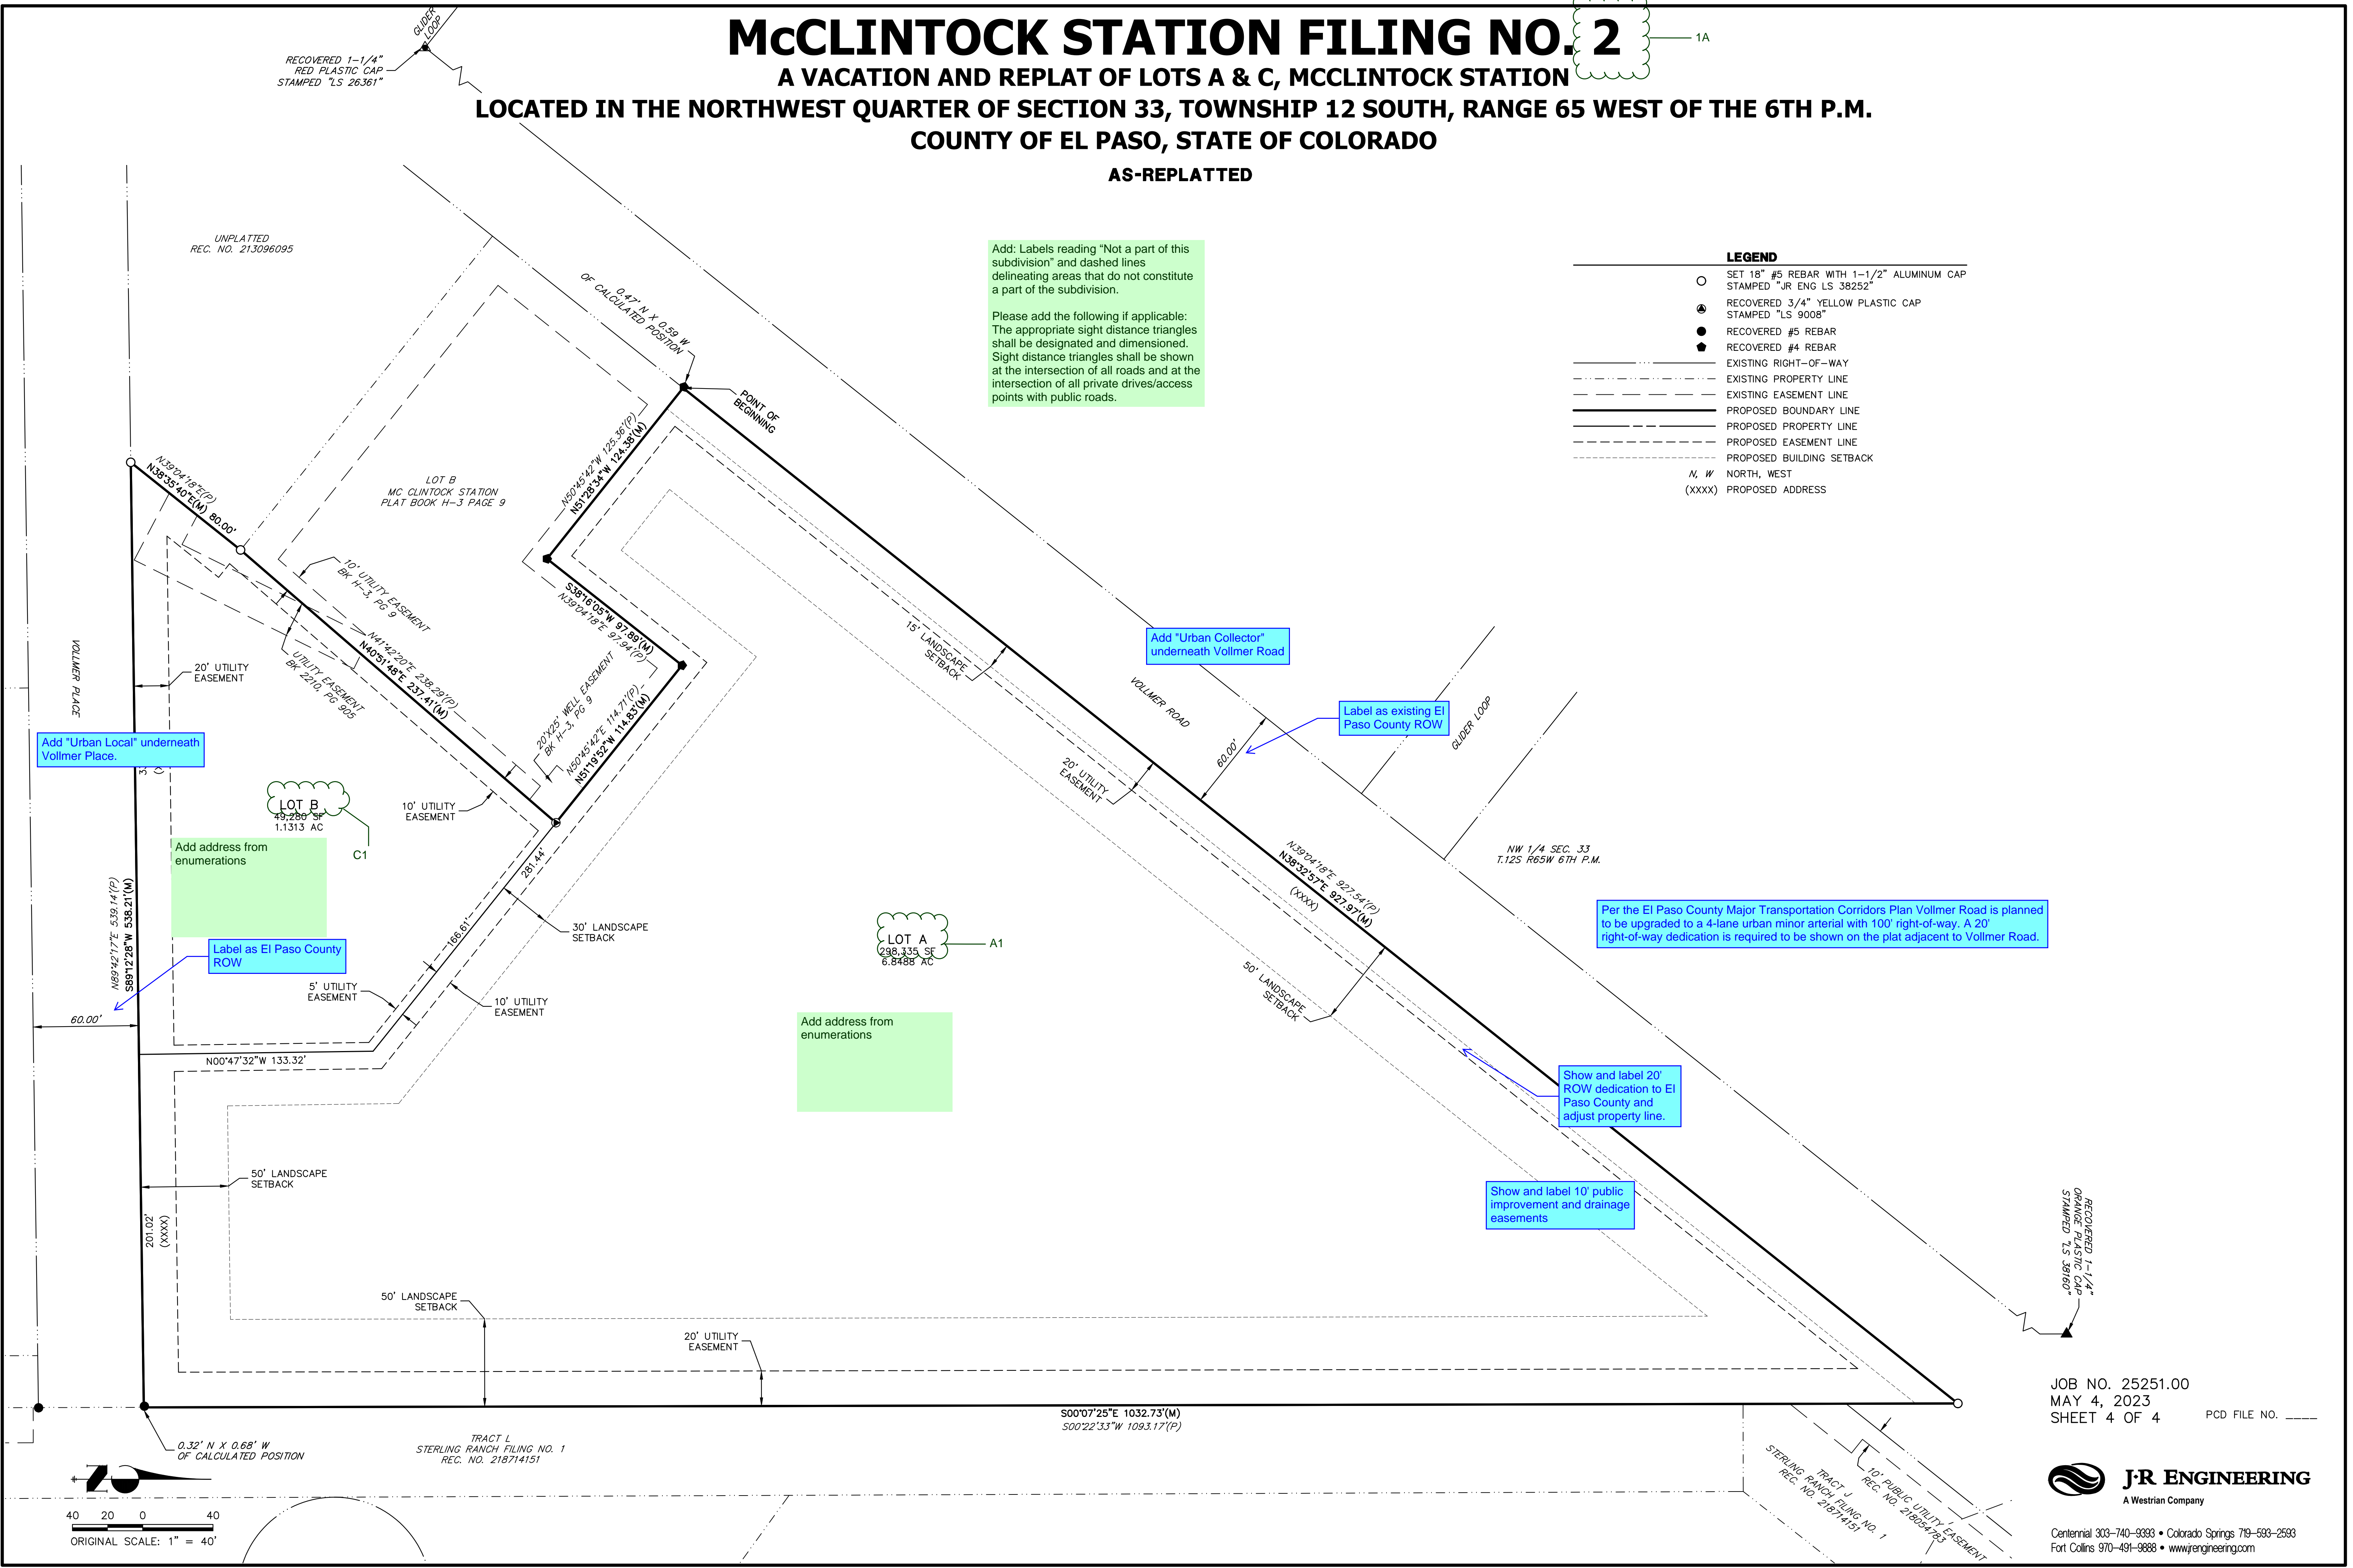 McCLINTOCK STATION FILING NO. 2
1A
A VACATION AND REPLAT OF LOTS A & C, MCCLINTOCK STATION
LOCATED IN THE NORTHWEST QUARTER OF SECTION 33, TOWNSHIP 12 SOUTH, RANGE 65 WEST OF THE 6TH P.M.
COUNTY OF EL PASO, STATE OF COLORADO
AS-REPLATTED
GLIDER
LOOP
RECOVERED 1-1/4"
RED PLASTIC CAP
STAMPED "LS 26361"
UNPLATTED
REC. NO. 213096095
0.47' N X 0.59 W
OF CALCULATED POSITION
POINT OF
BEGINNING
Add: Labels reading “Not a part of this
subdivision” and dashed lines
delineating areas that do not constitute
a part of the subdivision.
Please add the following if applicable:
The appropriate sight distance triangles
shall be designated and dimensioned.
Sight distance triangles shall be shown
at the intersection of all roads and at the
intersection of all private drives/access
points with public roads.
LEGEND
SET 18" #5 REBAR WITH 1-1/2" ALUMINUM CAP
STAMPED "JR ENG LS 38252"
RECOVERED 3/4" YELLOW PLASTIC CAP
STAMPED "LS 9008"
RECOVERED #5 REBAR
RECOVERED #4 REBAR
EXISTING RIGHT-OF-WAY
EXISTING PROPERTY LINE
EXISTING EASEMENT LINE
PROPOSED BOUNDARY LINE
PROPOSED PROPERTY LINE
PROPOSED EASEMENT LINE
PROPOSED BUILDING SETBACK
N, W NORTH, WEST
(XXXX) PROPOSED ADDRESS
N39°04'18"E(P)
N38°35'40"E(M) 80.00'
LOT B
MC CLINTOCK STATION
PLAT BOOK H-3 PAGE 9
N50°45'42"W 125.36'(P)
N51°28'34"W 124.38'(M)
S38°16'05"W 97.89'(M)
N39°04'18"E 97.94'(P)
10' UTILITY EASEMENT
BK H-3, PG 9
UTILITY EASEMENT
BK 2210, PG 905
N41°42'20"E 238.29'(P)
N40°51'48"E 237.41'(M)
20'X25' WELL EASEMENT
BK H-3, PG 9
N50°45'42"E 114.71'(P)
N51°19'52"W 114.83'(M)
VOLLMER PLACE
20' UTILITY
EASEMENT
Add "Urban Local" underneath
Vollmer Place.
LOT B
49,280 SF
1.1313 AC
C1
Add address from
enumerations
10' UTILITY
EASEMENT
15' LANDSCAPE
SETBACK
Add "Urban Collector"
underneath Vollmer Road
VOLLMER ROAD
Label as existing El
Paso County ROW
60.00'
GLIDER LOOP
20' UTILITY
EASEMENT
NW 1/4 SEC. 33
T.12S R65W 6TH P.M.
N39°04'18"E 927.54'(P)
N38°32'57"E 927.97'(M)
(XXXX)
Per the El Paso County Major Transportation Corridors Plan Vollmer Road is planned
to be upgraded to a 4-lane urban minor arterial with 100' right-of-way. A 20'
right-of-way dedication is required to be shown on the plat adjacent to Vollmer Road.
281.44'
166.61'
30' LANDSCAPE
SETBACK
LOT A
298,335 SF
6.8488 AC
A1
N89°42'17"E 539.14'(P)
S89°12'28"W 538.21'(M)
Label as El Paso County
ROW
60.00'
5' UTILITY
EASEMENT
10' UTILITY
EASEMENT
50' LANDSCAPE
SETBACK
Add address from
enumerations
N00°47'32"W 133.32'
Show and label 20'
ROW dedication to El
Paso County and
adjust property line.
50' LANDSCAPE
SETBACK
201.02'
(XXXX)
Show and label 10' public
improvement and drainage
easements
RECOVERED 1-1/4"
ORANGE PLASTIC CAP
STAMPED "LS 38160"
50' LANDSCAPE
SETBACK
20' UTILITY
EASEMENT
S00°07'25"E 1032.73'(M)
S00°22'33"W 1093.17'(P)
0.32' N X 0.68' W
OF CALCULATED POSITION
TRACT L
STERLING RANCH FILING NO. 1
REC. NO. 218714151
TRACT J
STERLING RANCH FILING NO. 1
REC. NO. 218714151
10' PUBLIC UTILITY EASEMENT
REC. NO. 218054783
JOB NO. 25251.00
MAY 4, 2023
SHEET 4 OF 4
PCD FILE NO. ____
40 20 0 40
ORIGINAL SCALE: 1" = 40'
J·R ENGINEERING
A Westrian Company
Centennial 303-740-9393 • Colorado Springs 719-593-2593
Fort Collins 970-491-9888 • www.jrengineering.com